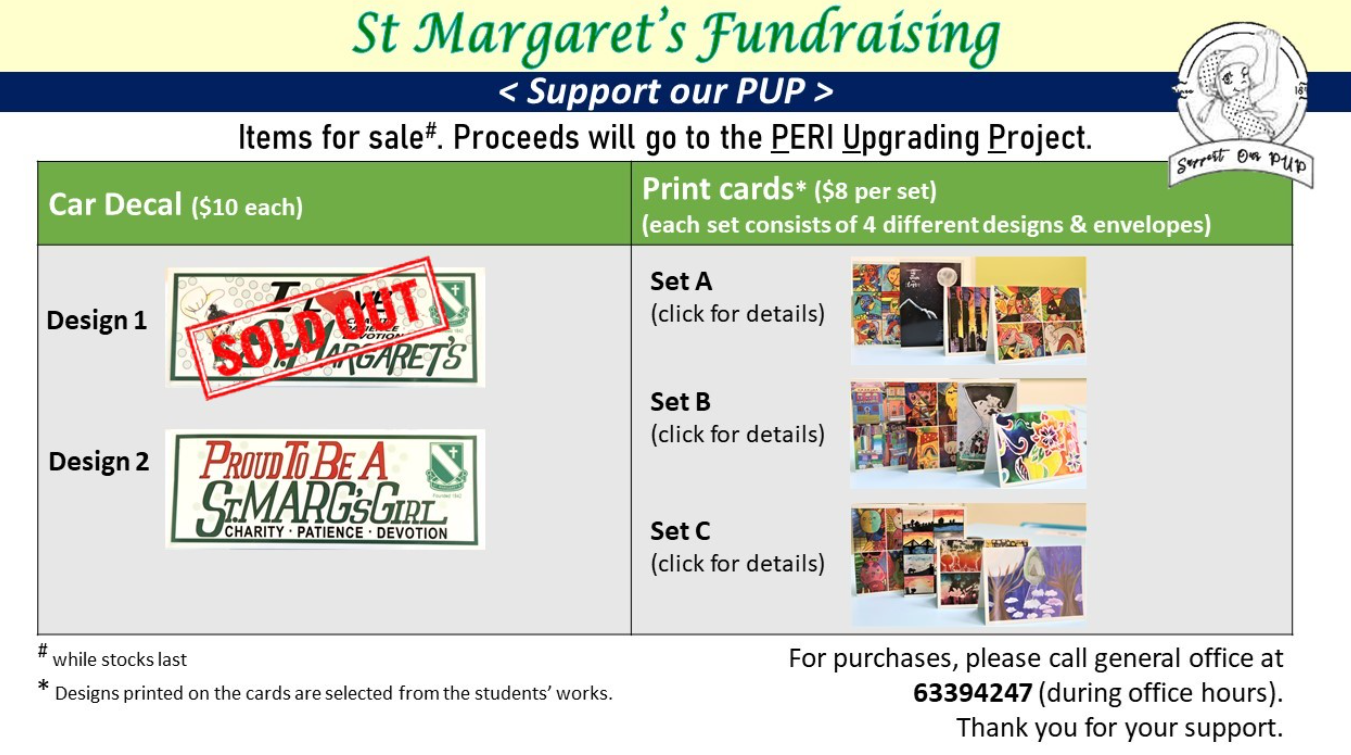 St Margaret's Fundraising
< Support our PUP >
Since
Support Our PUP
Items for sale#. Proceeds will go to the PERI Upgrading Project.
Car Decal ($10 each)
Print cards* ($8 per set)
(each set consists of 4 different designs & envelopes)
Design 1
I
SOLD OUT
DEVOTION
ST. MARGARET'S
Design 2
PROUD TO BE A
ST. MARG'S GIRL
CHARITY · PATIENCE · DEVOTION
Set A
(click for details)
Set B
(click for details)
Set C
(click for details)
# while stocks last
* Designs printed on the cards are selected from the students' works.
For purchases, please call general office at
63394247 (during office hours).
Thank you for your support.